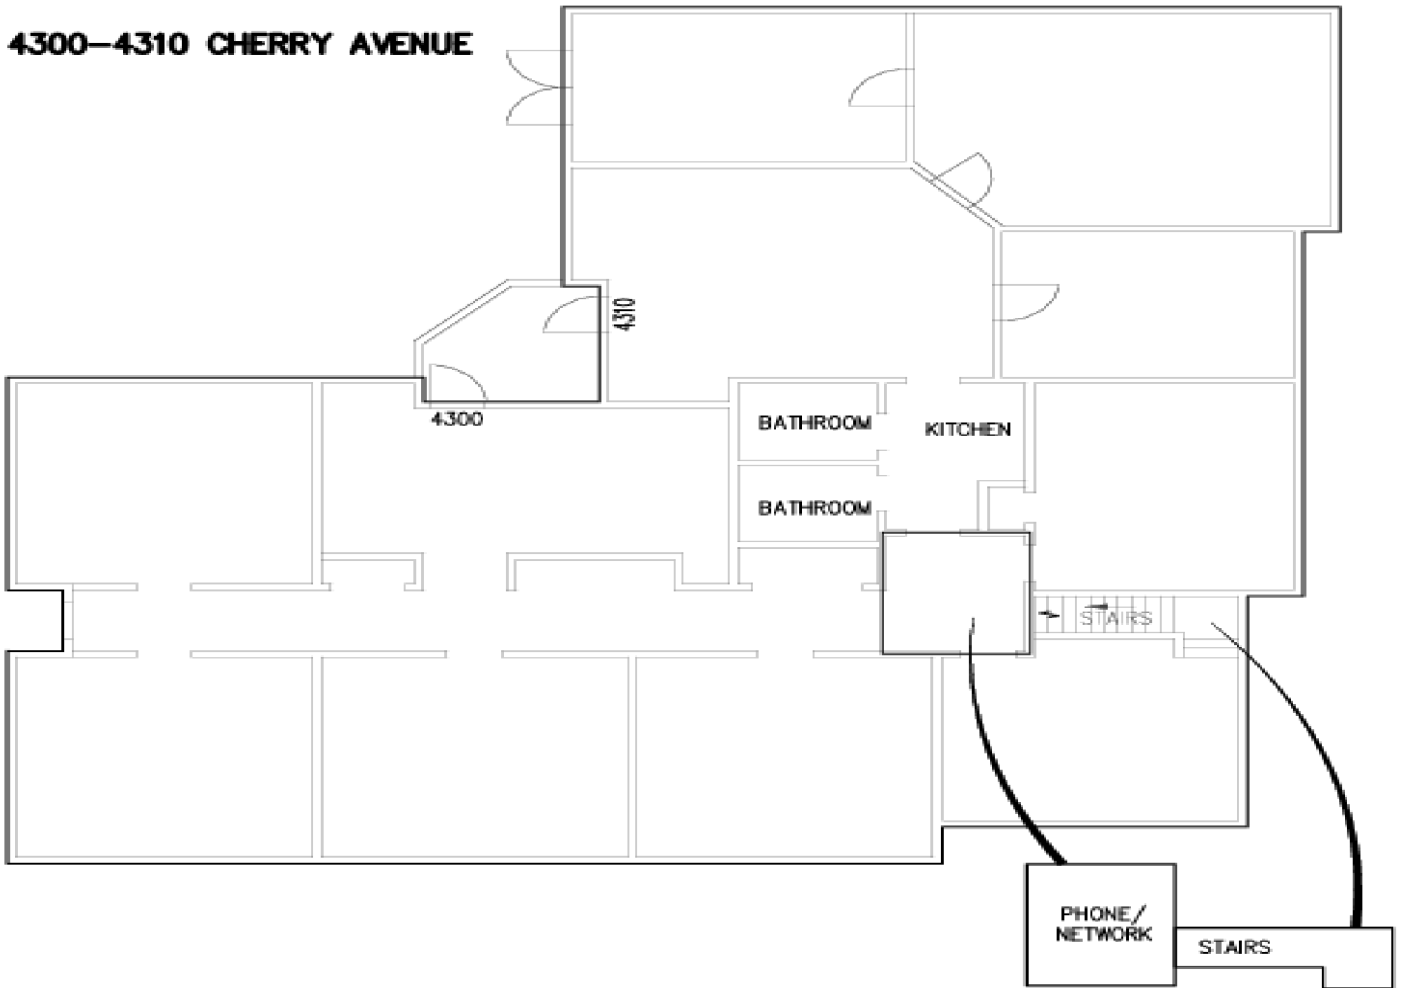 4300-4310 CHERRY AVENUE
4310
4300
BATHROOM
KITCHEN
BATHROOM
STAIRS
PHONE/
NETWORK
STAIRS